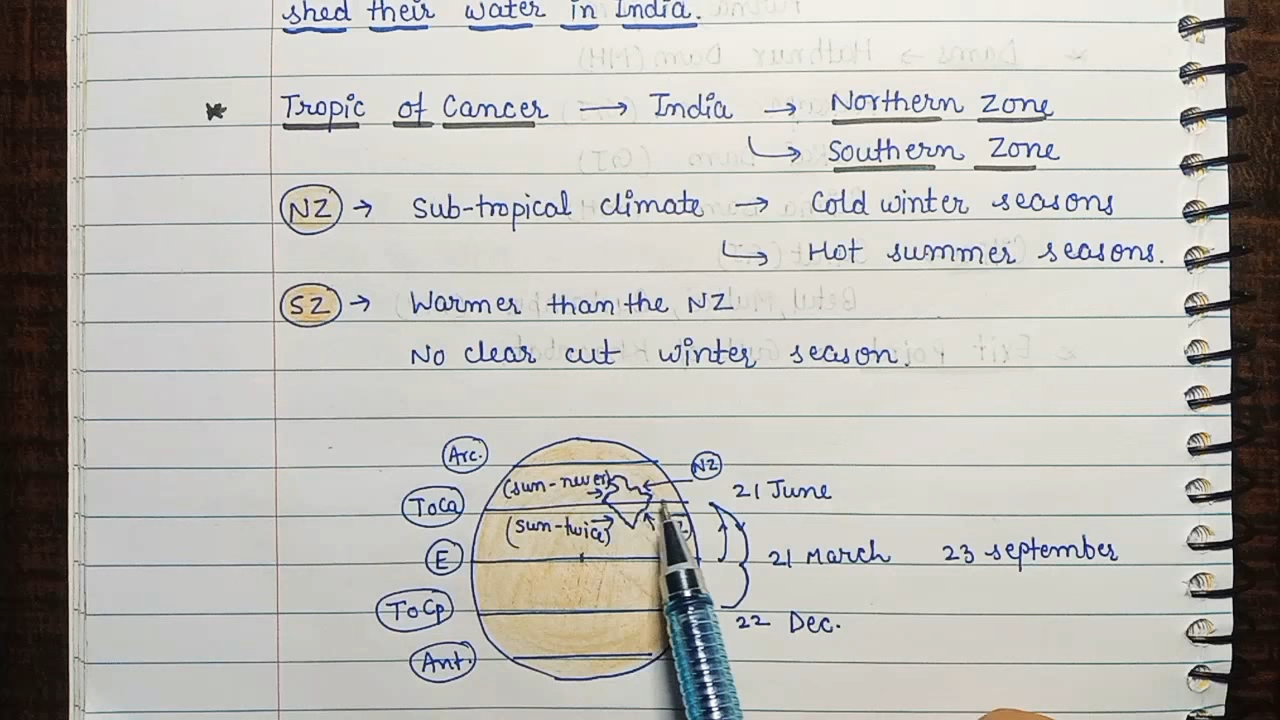 shed their water in India.
Tropic of Cancer → India → Northern Zone
↳ Southern Zone
NZ → Sub-tropical climate → Cold winter seasons
↳ Hot summer seasons.
SZ → Warmer than the NZ
No clear cut winter season.
Arc.
NZ
(sun-never)
21 June
ToCa
(sun-twice)
E
21 March 23 september
ToCp
22 Dec.
Ant.